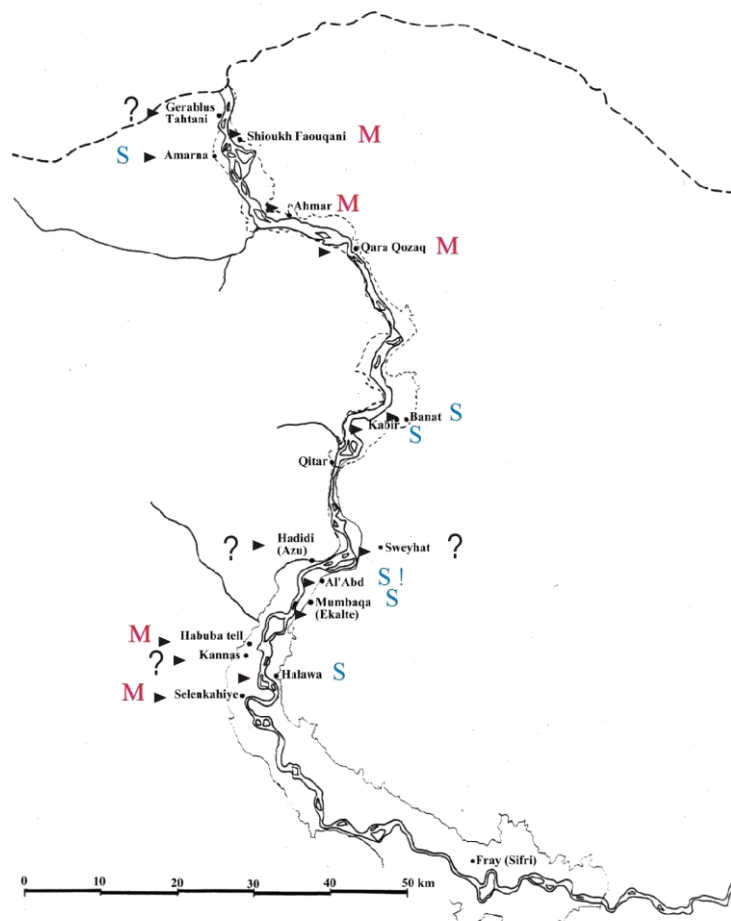 ?
Gerablus
Tahtani
Shioukh Faouqani M
S
Amarna
Ahmar M
Qara Qozaq M
Banat S
Kabir
S
Qitar
?
Hadidi
(Azu)
Sweyhat ?
Al'Abd S !
Mumbaqa S
(Ekalte)
M
Habuba tell
?
Kannas
Halawa S
M
Selenkahiye
Fray (Sifri)
0 10 20 30 40 50 km